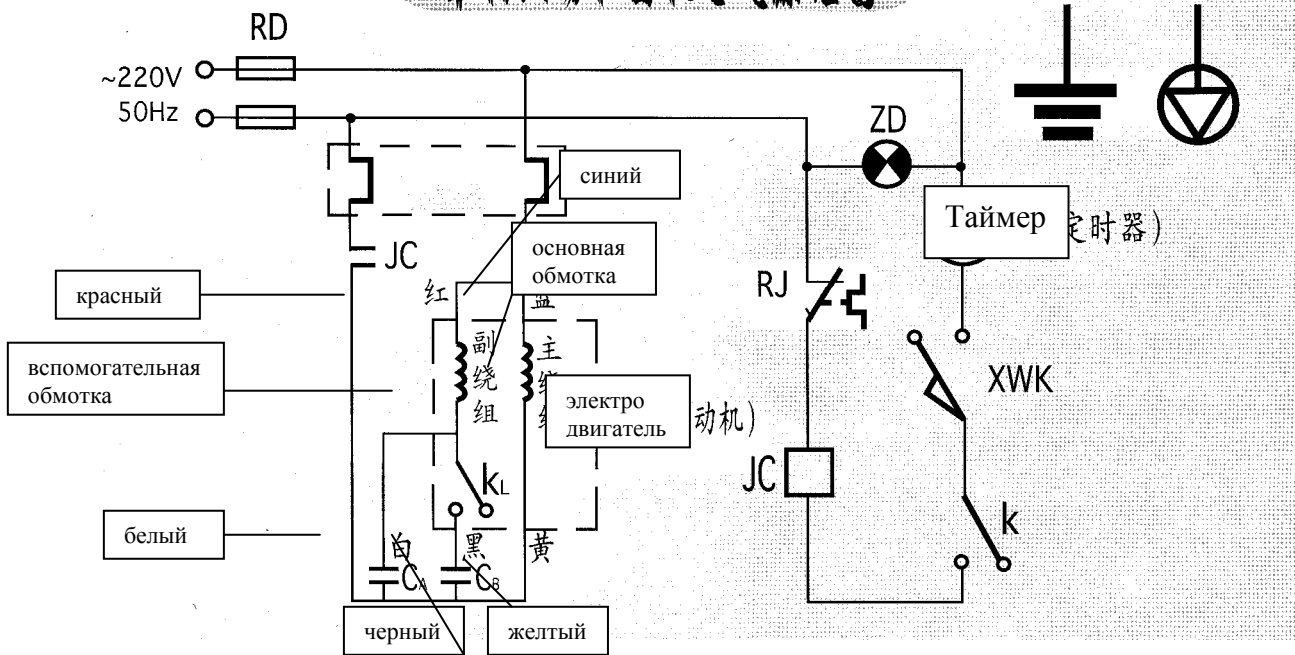 RD
~220V
50Hz
ZD
синий
Таймер
定时器)
JC
основная
обмотка
RJ
красный
红
вспомогательная
обмотка
副
绕
组
主
XWK
электро
двигатель
动机)
JC
KL
k
белый
白
黑
黄
CA
CB
черный
желтый